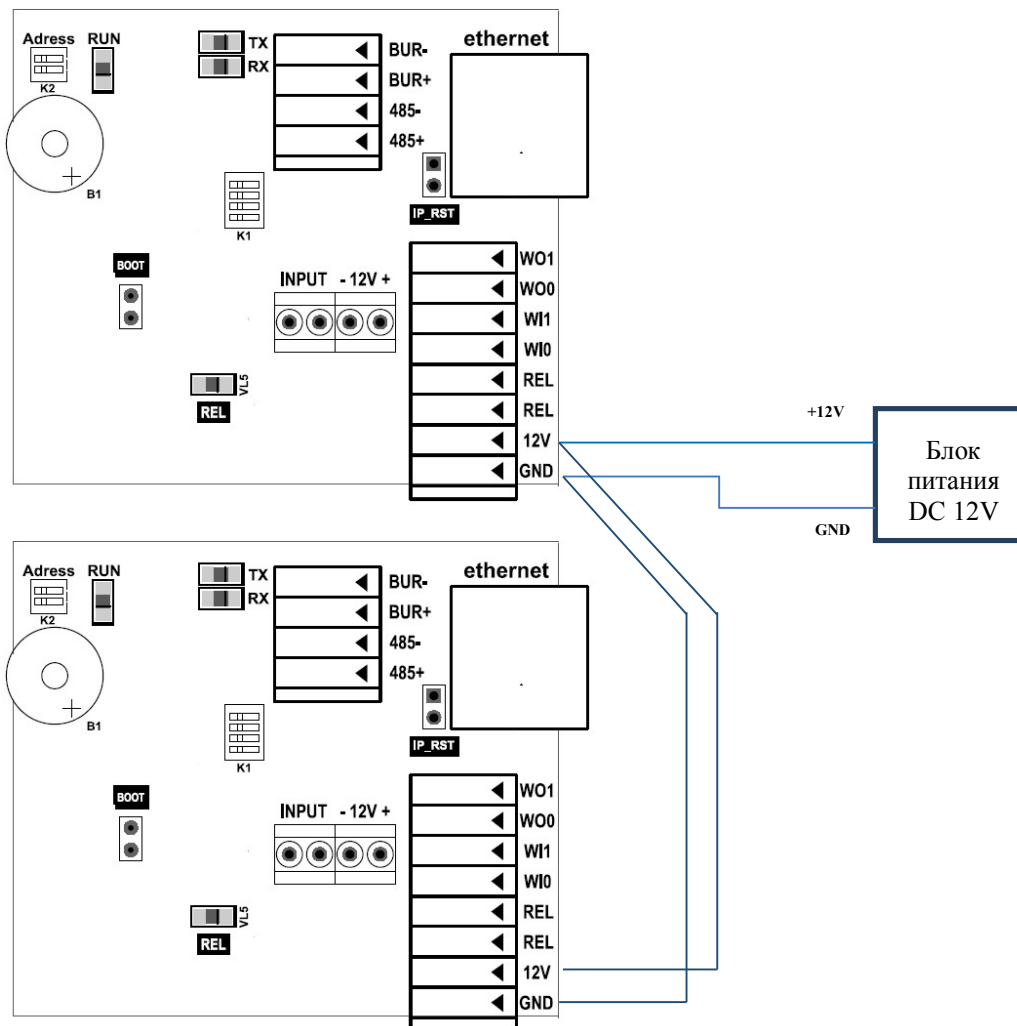 Adress RUN
K2
TX
RX
BUR-
BUR+
485-
485+
ethernet
B1
K1
IP_RST
BOOT
INPUT - 12V +
WO1
WO0
WI1
WI0
REL
REL
12V
GND
VL5
REL
+12V
GND
Блок
питания
DC 12V
Adress RUN
K2
TX
RX
BUR-
BUR+
485-
485+
ethernet
B1
K1
IP_RST
BOOT
INPUT - 12V +
WO1
WO0
WI1
WI0
REL
REL
12V
GND
VL5
REL